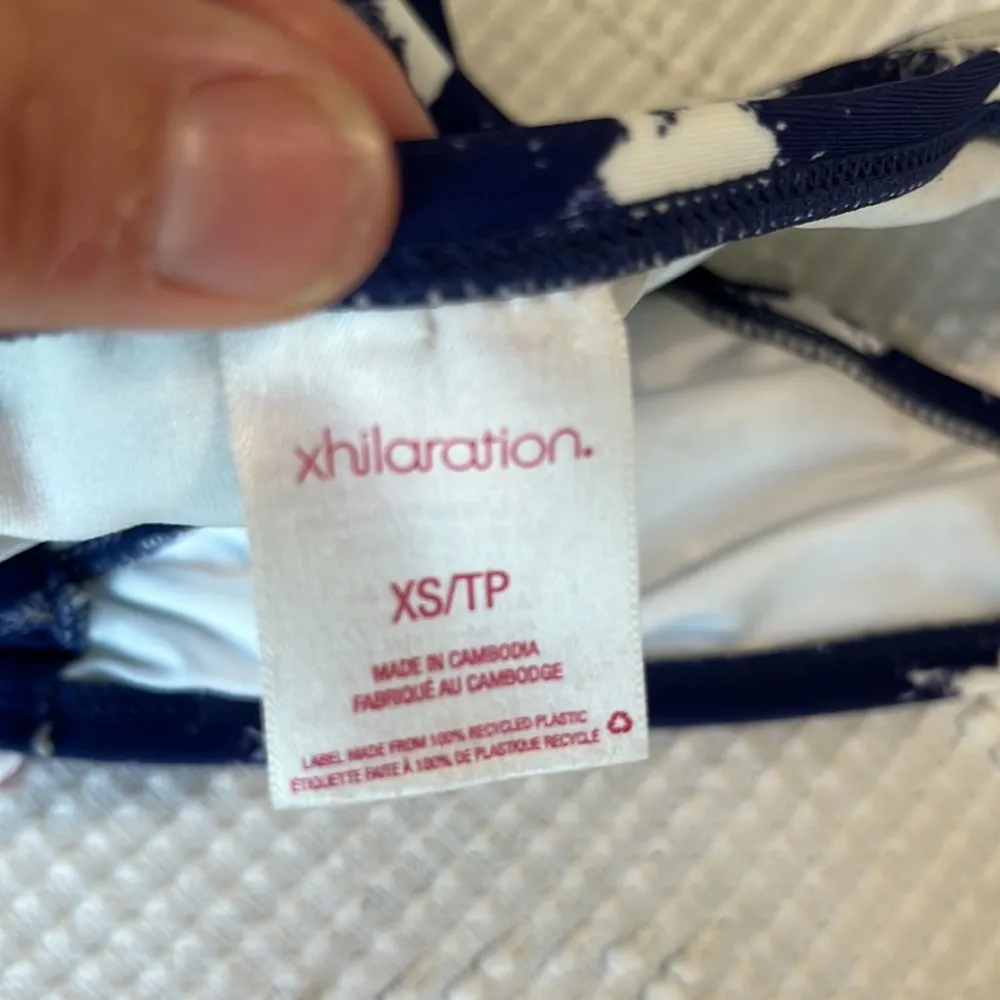 xhilaration.
XS/TP
MADE IN CAMBODIA
FABRIQUÉ AU CAMBODGE
LABEL MADE FROM 100% RECYCLED PLASTIC
ÉTIQUETTE FAITE À 100% DE PLASTIQUE RECYCLÉ